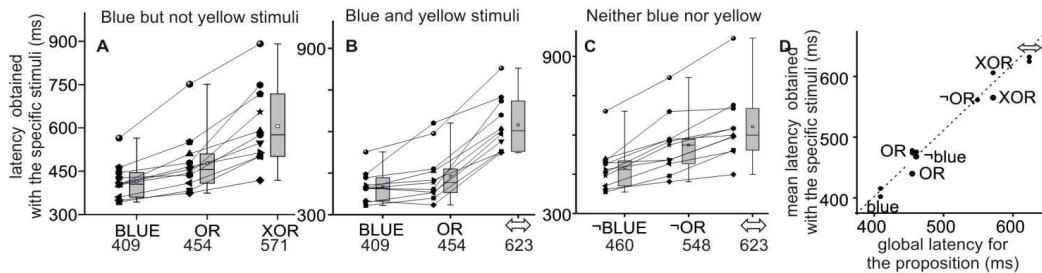 Blue but not yellow stimuli
Blue and yellow stimuli
Neither blue nor yellow
latency obtained
with the specific stimuli (ms)
A
900
750
600
450
300
BLUE OR XOR
409 454 571
B
900
300
BLUE OR ⇔
409 454 623
C
900
300
¬BLUE ¬OR ⇔
460 548 623
D
mean latency obtained
with the specific stimuli (ms)
600
500
400
⇔
XOR
¬OR
XOR
OR
¬blue
OR
blue
400 500 600
global latency for
the proposition (ms)